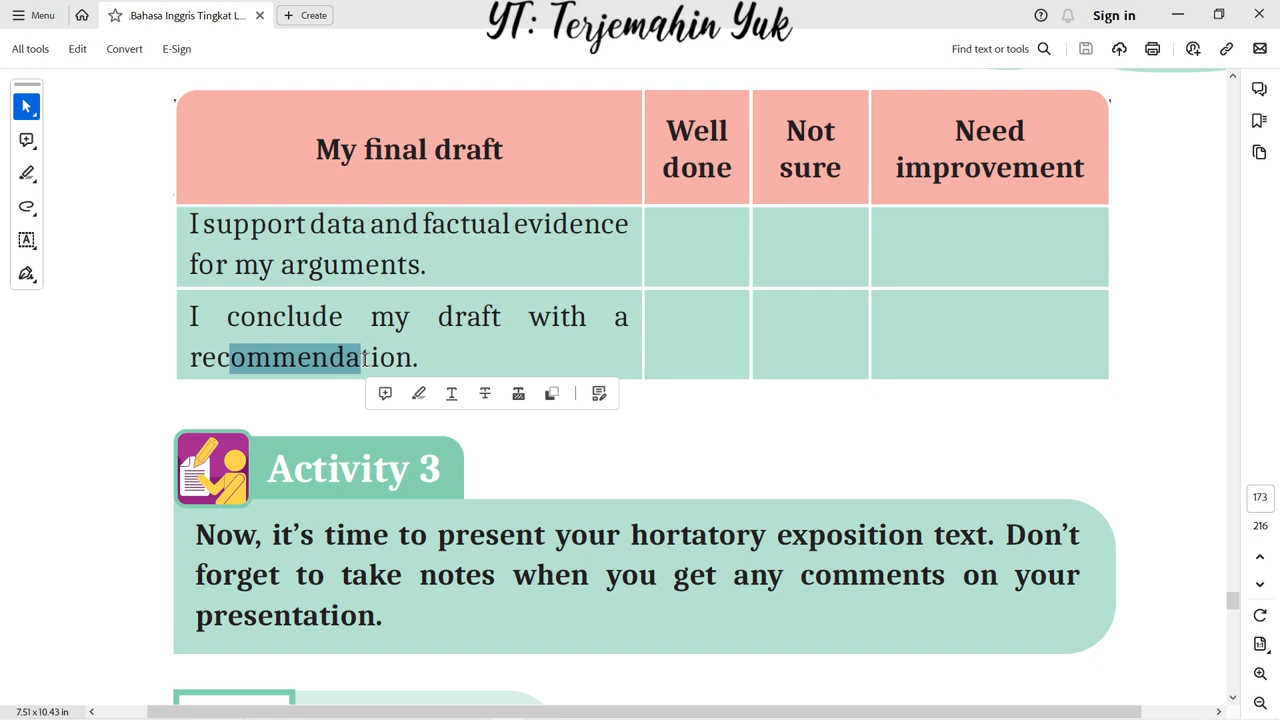 Menu
.Bahasa Inggris Tingkat L...
Create
YT: Terjemahin Yuk
Sign in
All tools
Edit
Convert
E-Sign
Find text or tools
My final draft
Well done
Not sure
Need improvement
I support data and factual evidence
for my arguments.
I conclude my draft with a
recommendation.
Activity 3
Now, it's time to present your hortatory exposition text. Don't
forget to take notes when you get any comments on your
presentation.
173
216
7.51 x 10.43 in